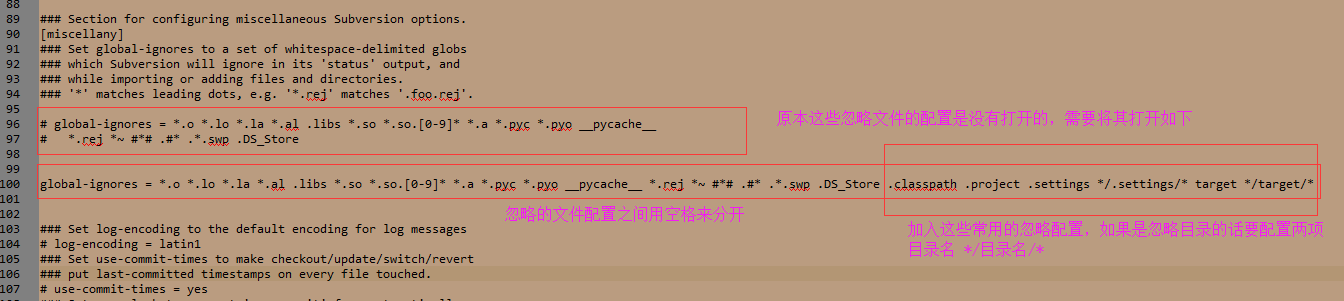 88
89 ### Section for configuring miscellaneous Subversion options.
90 [miscellany]
91 ### Set global-ignores to a set of whitespace-delimited globs
92 ### which Subversion will ignore in its 'status' output, and
93 ### while importing or adding files and directories.
94 ### '*' matches leading dots, e.g. '*.rej' matches '.foo.rej'.
95
原本这些忽略文件的配置是没有打开的，需要将其打开如下
96 # global-ignores = *.o *.lo *.la *.al .libs *.so *.so.[0-9]* *.a *.pyc *.pyo __pycache__
97 #   *.rej *~ #*# .#* .*.swp .DS_Store
98
99
100 global-ignores = *.o *.lo *.la *.al .libs *.so *.so.[0-9]* *.a *.pyc *.pyo __pycache__ *.rej *~ #*# .#* .*.swp .DS_Store .classpath .project .settings */.settings/* target */target/*
101
忽略的文件配置之间用空格来分开
102
加入这些常用的忽略配置，如果是忽略目录的话要配置两项
目录名 */目录名/*
103 ### Set log-encoding to the default encoding for log messages
104 # log-encoding = latin1
105 ### Set use-commit-times to make checkout/update/switch/revert
106 ### put last-committed timestamps on every file touched.
107 # use-commit-times = yes